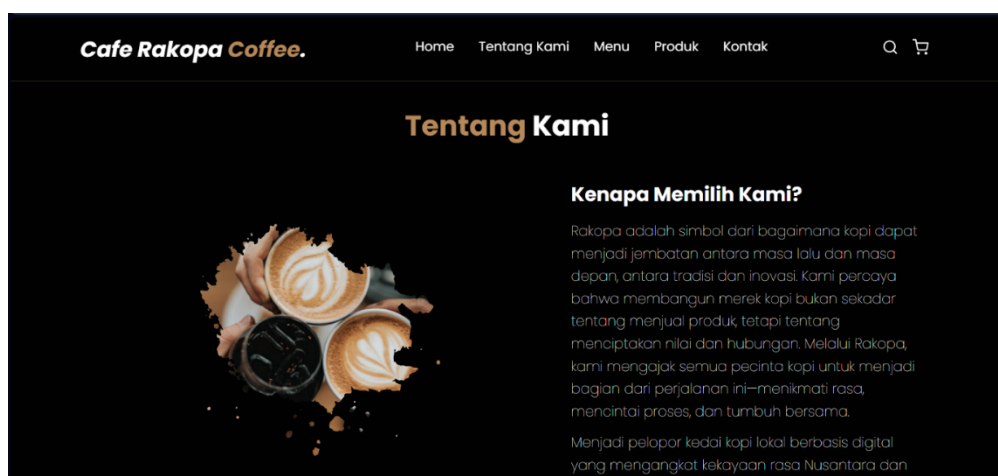 Cafe Rakopa Coffee.
Home Tentang Kami Menu Produk Kontak
Tentang Kami
Kenapa Memilih Kami?
Rakopa adalah simbol dari bagaimana kopi dapat
menjadi jembatan antara masa lalu dan masa
depan, antara tradisi dan inovasi. Kami percaya
bahwa membangun merek kopi bukan sekadar
tentang menjual produk, tetapi tentang
menciptakan nilai dan hubungan. Melalui Rakopa,
kami mengajak semua pecinta kopi untuk menjadi
bagian dari perjalanan ini—menikmati rasa,
mencintai proses, dan tumbuh bersama.
Menjadi pelopor kedai kopi lokal berbasis digital
yang mengangkat kekayaan rasa Nusantara dan